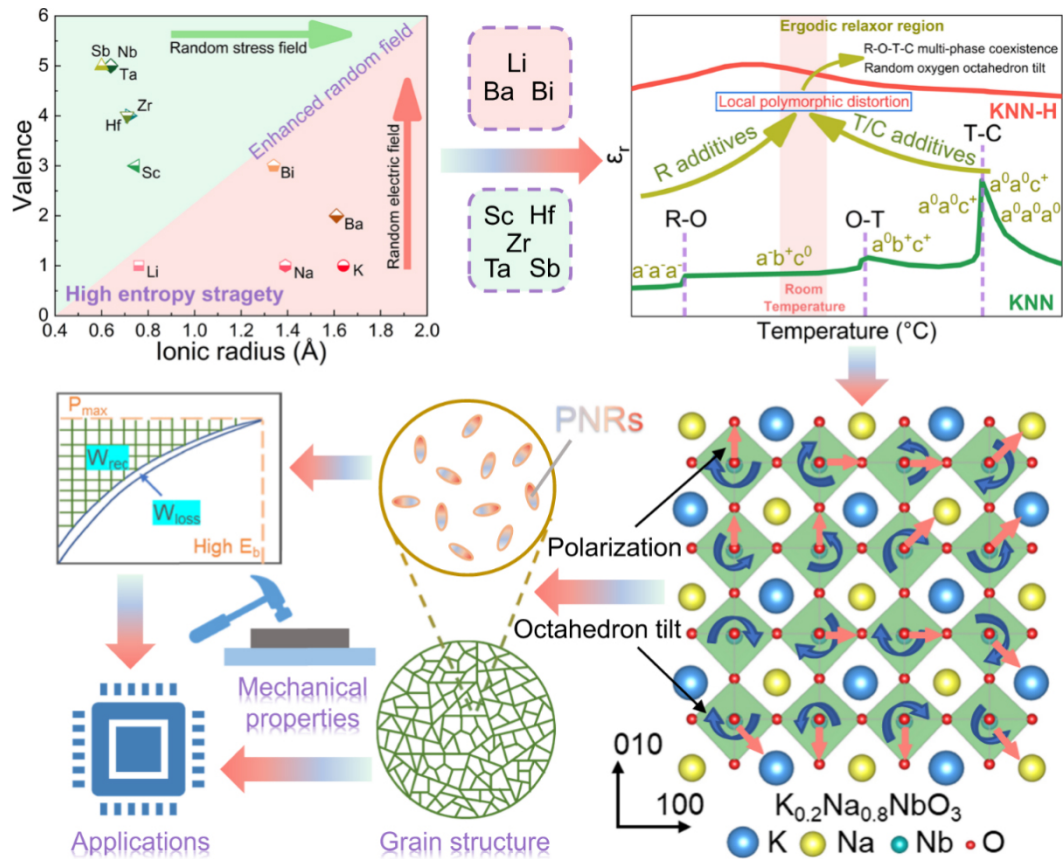 Valence
6
5
4
3
2
1
0
0.4 0.6 0.8 1.0 1.2 1.4 1.6 1.8 2.0
Ionic radius (Å)
Random stress field
Enhanced random field
Random electric field
Sb Nb
Ta
Zr
Hf
Sc
Bi
Ba
Li
Na
K
High entropy stragety
Li
Ba Bi
Sc Hf
Zr
Ta Sb
Ergodic relaxor region
R-O-T-C multi-phase coexistence
Random oxygen octahedron tilt
Local polymorphic distortion
KNN-H
R additives
T/C additives
T-C
εr
R-O
O-T
a⁻a⁻a⁻
a⁻b⁺c⁰
a⁰b⁺c⁺
a⁰a⁰c⁺
a⁰a⁰c⁺
a⁰a⁰a⁰
Room
Temperature
KNN
Temperature (°C)
Pmax
Wrec
Wloss
High Eb
PNRs
Polarization
Octahedron tilt
Mechanical
properties
Applications
Grain structure
010
100
K0.2Na0.8NbO3
K Na Nb O